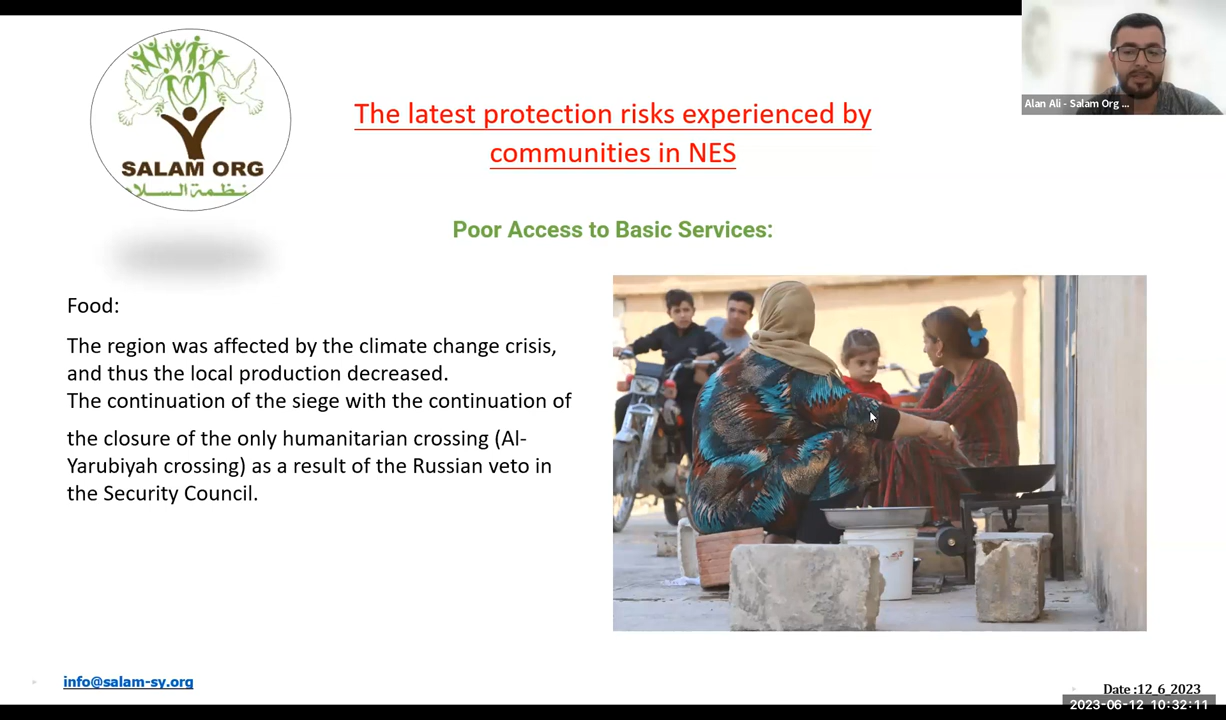 Alan Ali - Salam Org ...
SALAM ORG
The latest protection risks experienced by
communities in NES
Poor Access to Basic Services:
Food:
The region was affected by the climate change crisis,
and thus the local production decreased.
The continuation of the siege with the continuation of
the closure of the only humanitarian crossing (Al-
Yarubiyah crossing) as a result of the Russian veto in
the Security Council.
info@salam-sy.org
Date :12_6_2023
2023-06-12 10:32:11